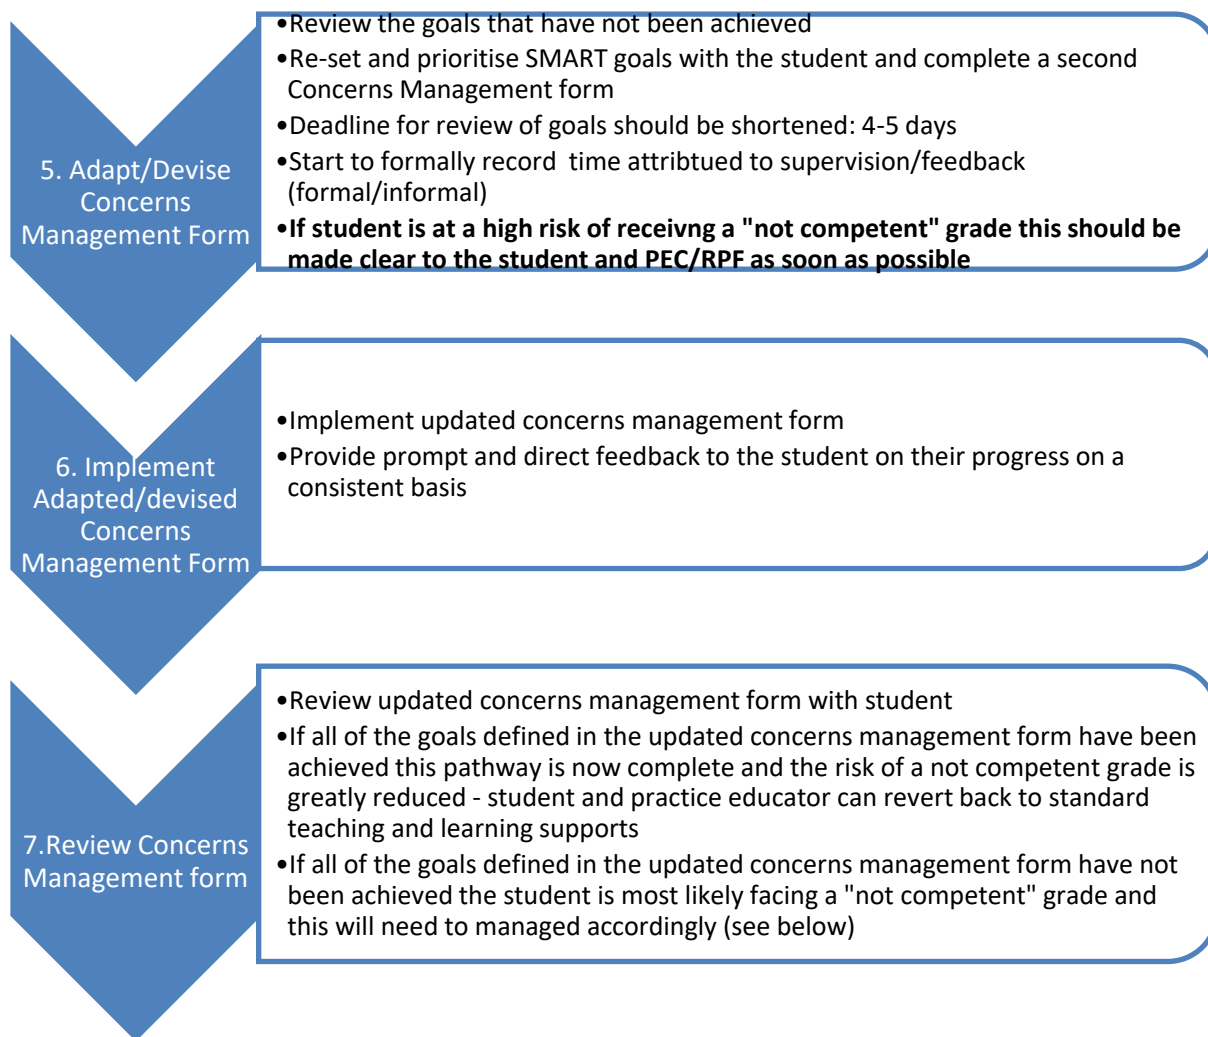 5. Adapt/Devise
Concerns
Management Form
•Review the goals that have not been achieved
•Re-set and prioritise SMART goals with the student and complete a second
Concerns Management form
•Deadline for review of goals should be shortened: 4-5 days
•Start to formally record  time attribtued to supervision/feedback
(formal/informal)
•If student is at a high risk of receivng a "not competent" grade this should be
made clear to the student and PEC/RPF as soon as possible
6. Implement
Adapted/devised
Concerns
Management Form
•Implement updated concerns management form
•Provide prompt and direct feedback to the student on their progress on a
consistent basis
7.Review Concerns
Management form
•Review updated concerns management form with student
•If all of the goals defined in the updated concerns management form have been
achieved this pathway is now complete and the risk of a not competent grade is
greatly reduced - student and practice educator can revert back to standard
teaching and learning supports
•If all of the goals defined in the updated concerns management form have not
been achieved the student is most likely facing a "not competent" grade and
this will need to managed accordingly (see below)